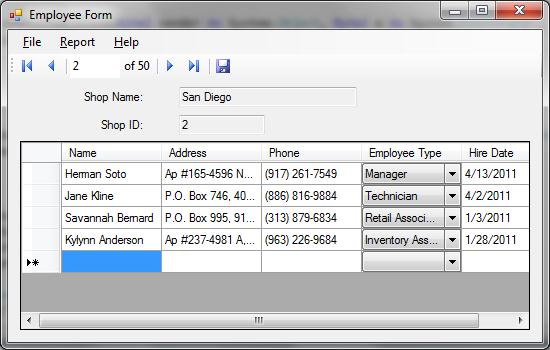 Employee Form
File Report Help
2 of 50
Shop Name: San Diego
Shop ID: 2
Name Address Phone Employee Type Hire Date
Herman Soto Ap #165-4596 N... (917) 261-7549 Manager 4/13/2011
Jane Kline P.O. Box 746, 40... (886) 816-9884 Technician 4/2/2011
Savannah Bernard P.O. Box 995, 91... (313) 879-6834 Retail Associ... 1/3/2011
Kylynn Anderson Ap #237-4981 A,... (963) 226-9684 Inventory Ass... 1/28/2011